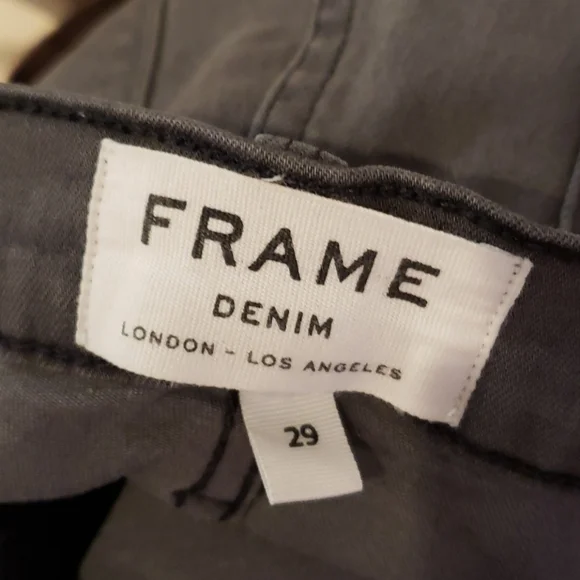 FRAME
DENIM
LONDON - LOS ANGELES
29